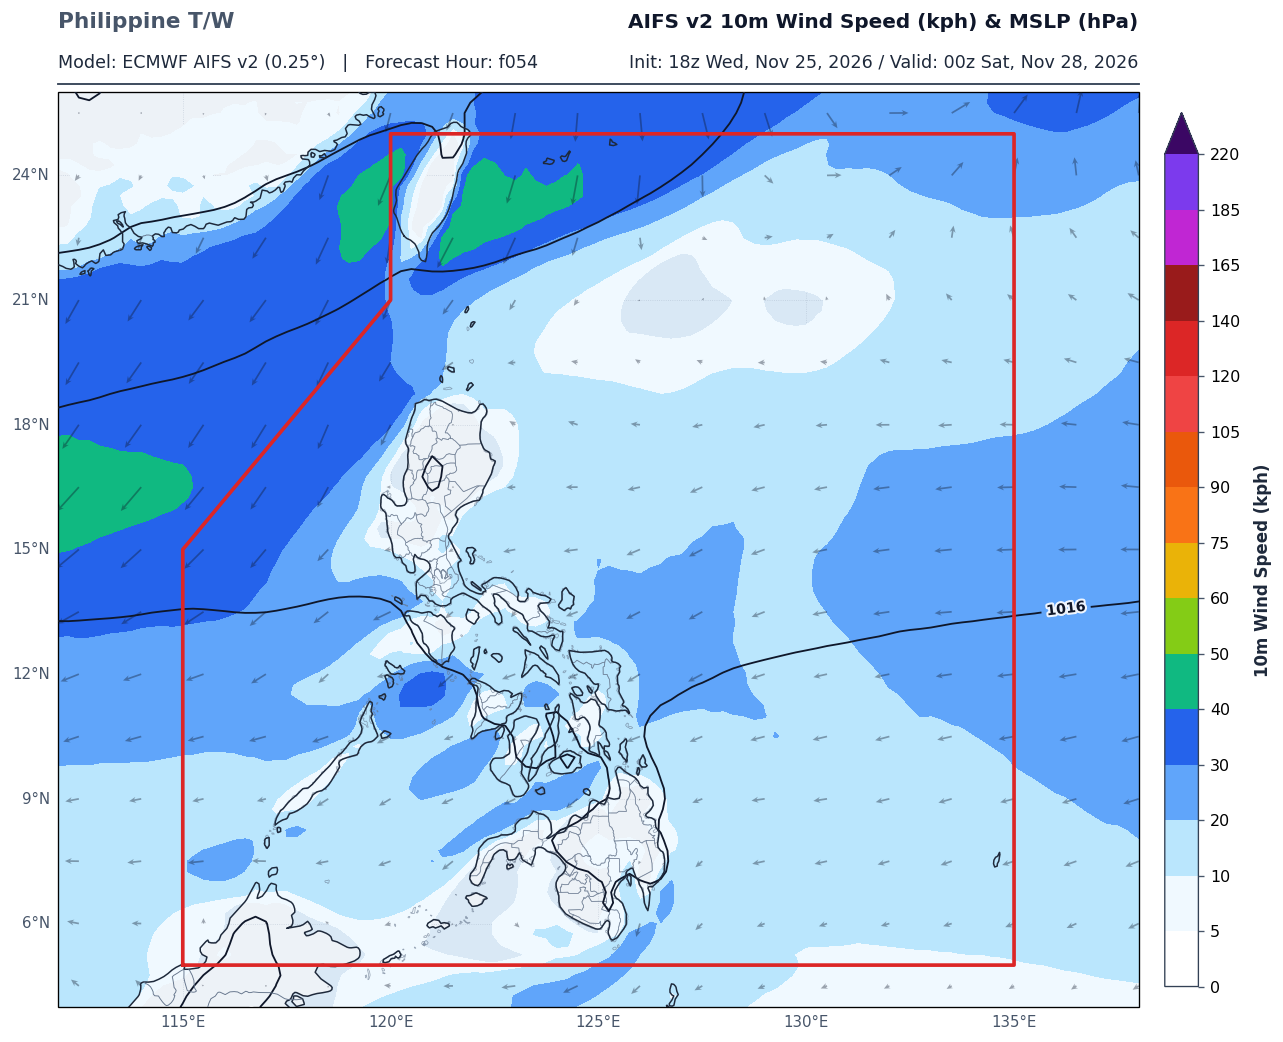 Philippine T/W
AIFS v2 10m Wind Speed (kph) & MSLP (hPa)
Model: ECMWF AIFS v2 (0.25°) | Forecast Hour: f054
Init: 18z Wed, Nov 25, 2026 / Valid: 00z Sat, Nov 28, 2026
24°N
21°N
18°N
15°N
12°N
9°N
6°N
1016
115°E
120°E
125°E
130°E
135°E
220
185
165
140
120
105
90
75
60
50
40
30
20
10
5
0
10m Wind Speed (kph)